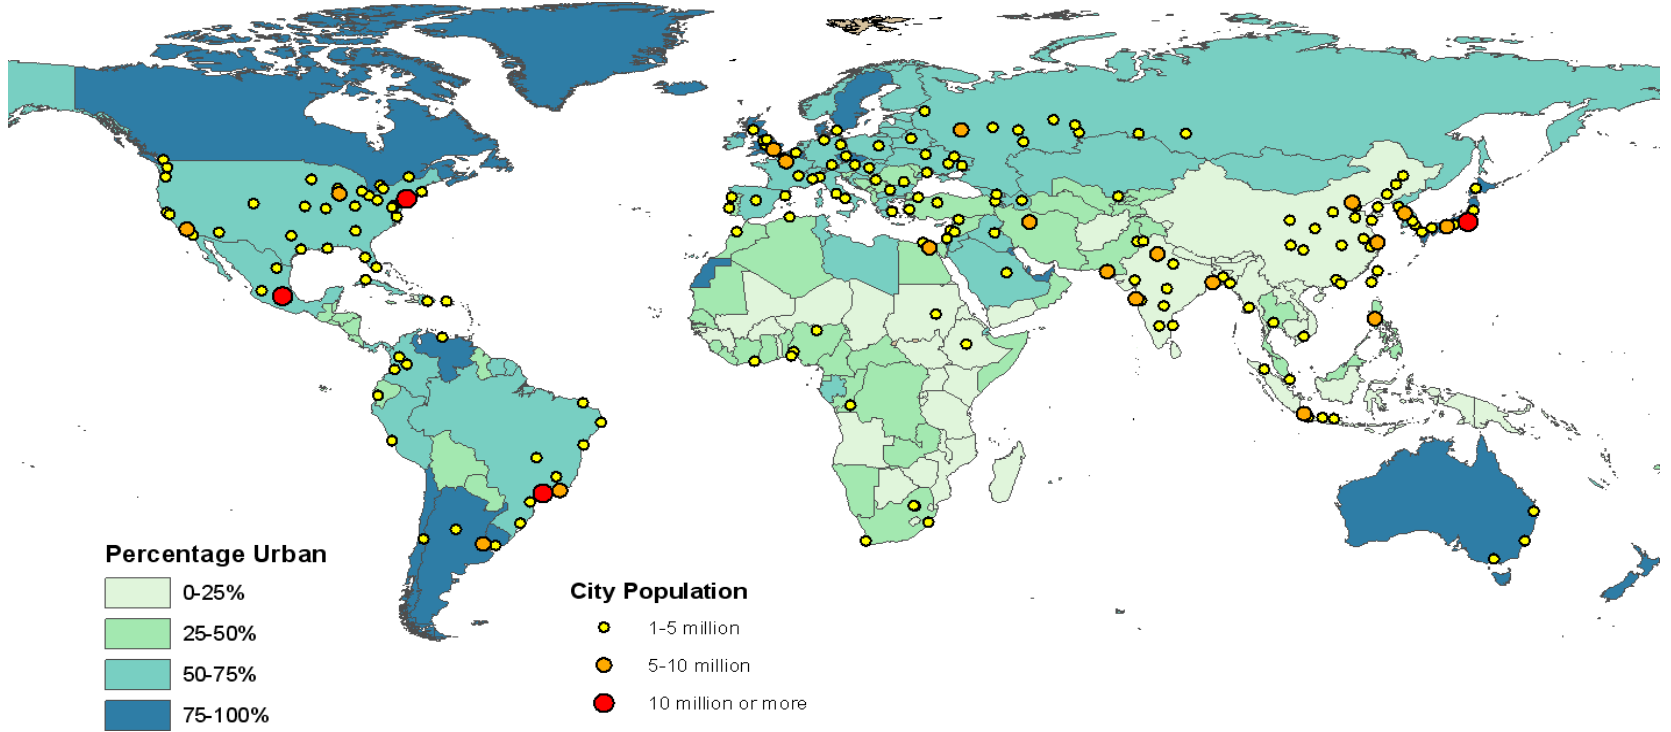 Percentage Urban
0-25%
25-50%
50-75%
75-100%
City Population
1-5 million
5-10 million
10 million or more